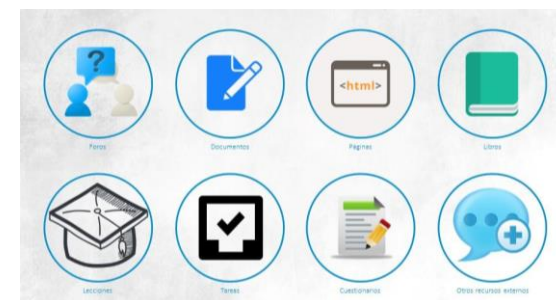 ?
Foros
Documentos
<html>
Páginas
Libros
Lecciones
Tareas
Cuestionarios
Otros recursos externos